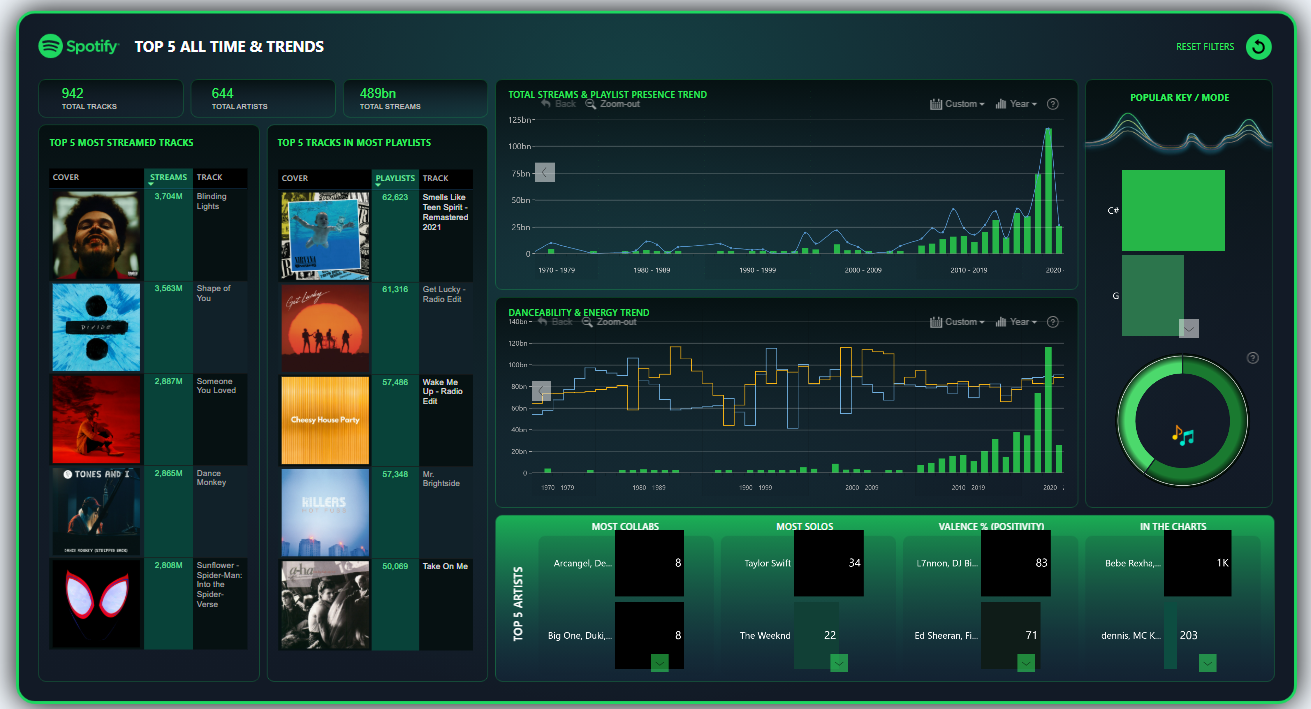 Spotify
TOP 5 ALL TIME & TRENDS
RESET FILTERS
942
TOTAL TRACKS
644
TOTAL ARTISTS
489bn
TOTAL STREAMS
TOP 5 MOST STREAMED TRACKS
COVER STREAMS TRACK
3,704M Blinding
Lights
3,563M Shape of
You
DIVIDE
2,887M Someone
You Loved
2,865M Dance
Monkey
TONES AND I
DANCE MONKEY (STRIPPED BACK)
2,808M Sunflower -
Spider-Man:
Into the
Spider-
Verse
TOP 5 TRACKS IN MOST PLAYLISTS
COVER PLAYLISTS TRACK
62,623 Smells Like
Teen Spirit -
Remastered
2021
NIRVANA
61,316 Get Lucky -
Radio Edit
Get Lucky
57,486 Wake Me
Up - Radio
Edit
Cheesy House Party
57,348 Mr.
Brightside
KILLERS
HOT FUSS
50,069 Take On Me
a-ha
TOTAL STREAMS & PLAYLIST PRESENCE TREND
Back Zoom-out Custom Year ?
125bn
100bn
75bn
50bn
25bn
0
1970 - 1979 1980 - 1989 1990 - 1999 2000 - 2009 2010 - 2019 2020
DANCEABILITY & ENERGY TREND
Back Zoom-out Custom Year ?
140bn
120bn
100bn
80bn
60bn
40bn
20bn
0
1970 - 1979 1980 - 1989 1990 - 1999 2000 - 2009 2010 - 2019 2020
POPULAR KEY / MODE
C#
G
?
TOP 5 ARTISTS
MOST COLLABS
Arcangel, De... 8
Big One, Duki,... 8
MOST SOLOS
Taylor Swift 34
The Weeknd 22
VALENCE % (POSITIVITY)
L7nnon, DJ Bi... 83
Ed Sheeran, Fi... 71
IN THE CHARTS
Bebe Rexha,... 1K
dennis, MC K... 203